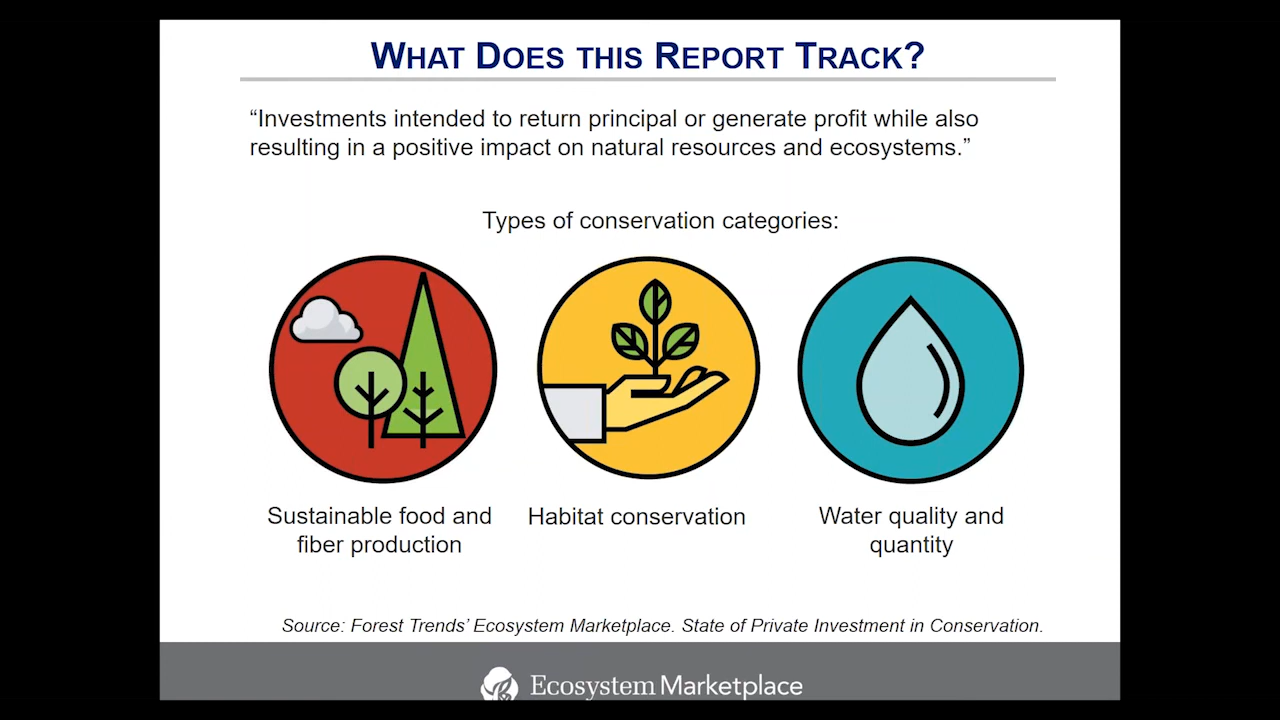 WHAT DOES THIS REPORT TRACK?
“Investments intended to return principal or generate profit while also
resulting in a positive impact on natural resources and ecosystems.”
Types of conservation categories:
Sustainable food and
fiber production
Habitat conservation
Water quality and
quantity
Source: Forest Trends’ Ecosystem Marketplace. State of Private Investment in Conservation.
Ecosystem Marketplace